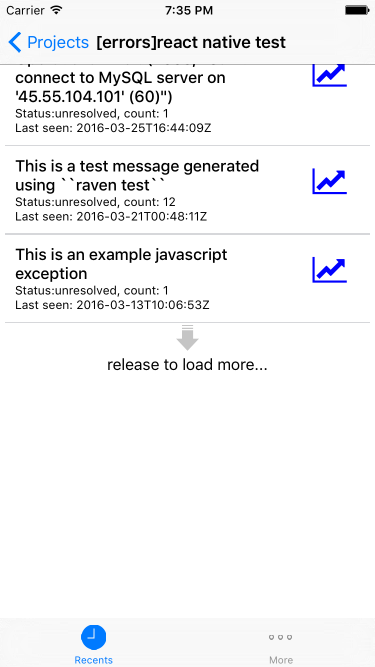 Carrier 7:35 PM
Projects [errors]react native test
connect to MySQL server on
'45.55.104.101' (60)")
Status:unresolved, count: 1
Last seen: 2016-03-25T16:44:09Z
This is a test message generated
using ``raven test``
Status:unresolved, count: 12
Last seen: 2016-03-21T00:48:11Z
This is an example javascript
exception
Status:unresolved, count: 1
Last seen: 2016-03-13T10:06:53Z
release to load more...
Recents More